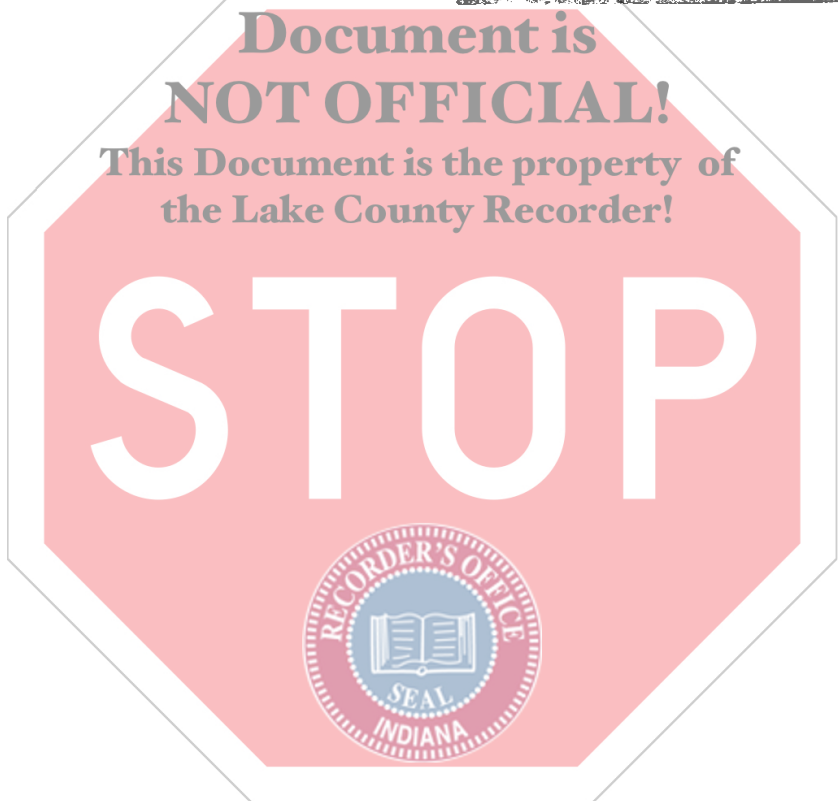 Document is
NOT OFFICIAL!
This Document is the property of
the Lake County Recorder!
STOP
RECORDER'S OFFICE
SEAL
INDIANA